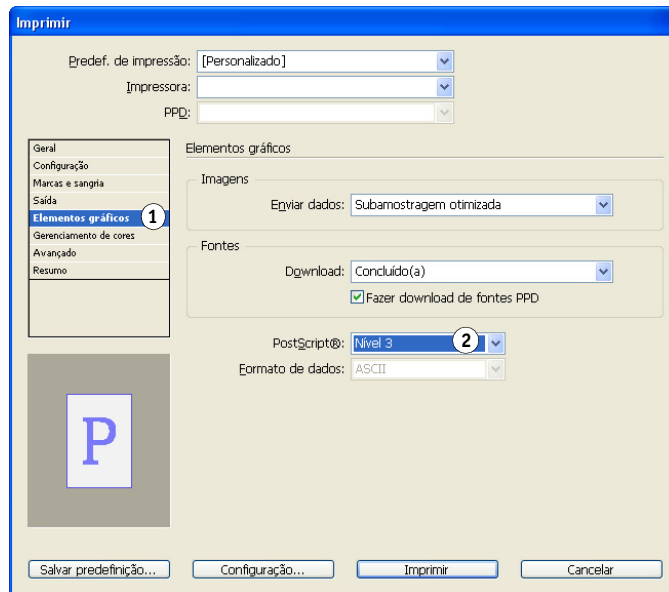 Imprimir
Predef. de impressão: [Personalizado]
Impressora:
PPD:
Geral
Configuração
Marcas e sangria
Saída
Elementos gráficos 1
Gerenciamento de cores
Avançado
Resumo
Elementos gráficos
Imagens
Enviar dados: Subamostragem otimizada
Fontes
Download: Concluído(a)
Fazer download de fontes PPD
PostScript®: Nível 3 2
Formato de dados: ASCII
P
Salvar predefinição... Configuração... Imprimir Cancelar